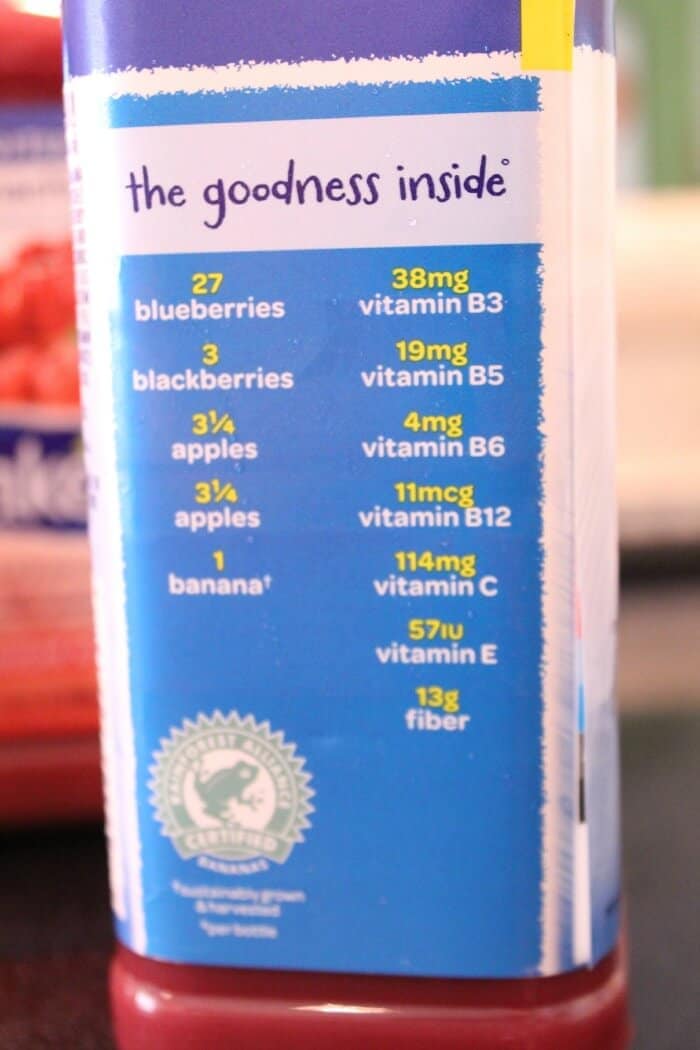 the goodness inside°
27
blueberries
3
blackberries
3¼
apples
3¼
apples
1
banana†
38mg
vitamin B3
19mg
vitamin B5
4mg
vitamin B6
11mcg
vitamin B12
114mg
vitamin C
57IU
vitamin E
13g
fiber
RAINFOREST ALLIANCE
CERTIFIED
BANANAS
†sustainably grown
& harvested
°per bottle